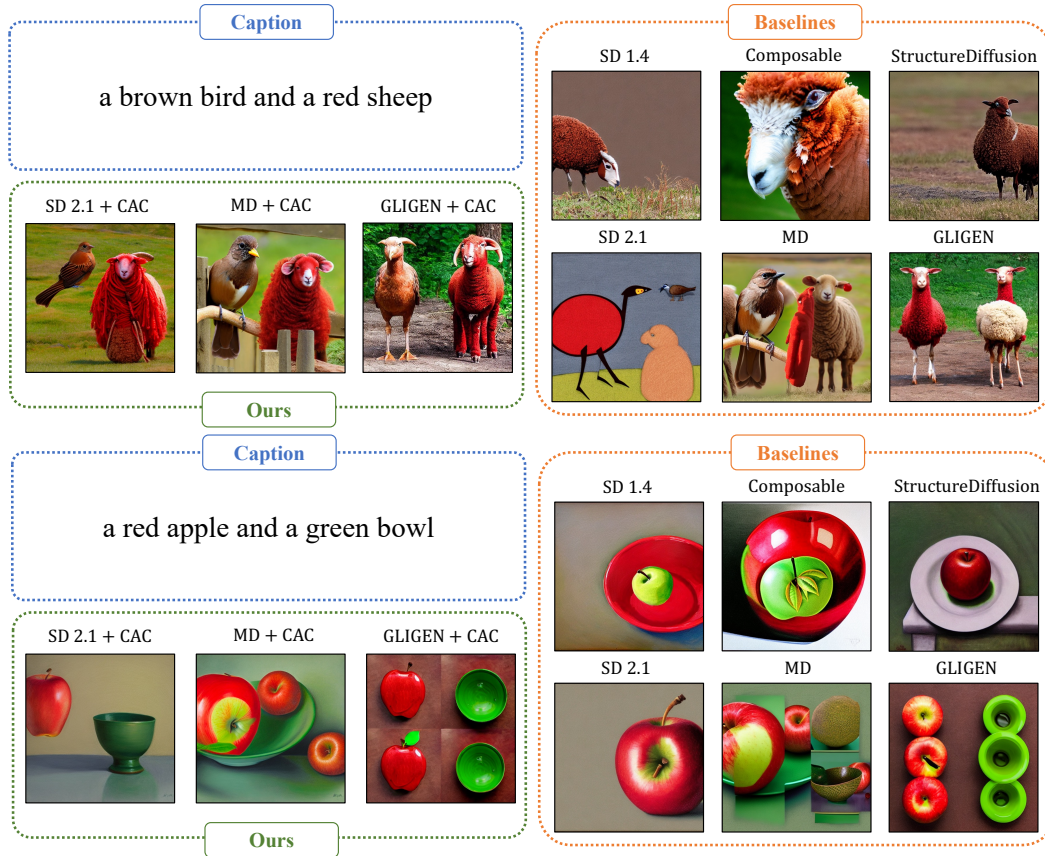 Caption
a brown bird and a red sheep
SD 2.1 + CAC MD + CAC GLIGEN + CAC
Ours
Baselines
SD 1.4 Composable StructureDiffusion
SD 2.1 MD GLIGEN
Caption
a red apple and a green bowl
SD 2.1 + CAC MD + CAC GLIGEN + CAC
Ours
Baselines
SD 1.4 Composable StructureDiffusion
SD 2.1 MD GLIGEN